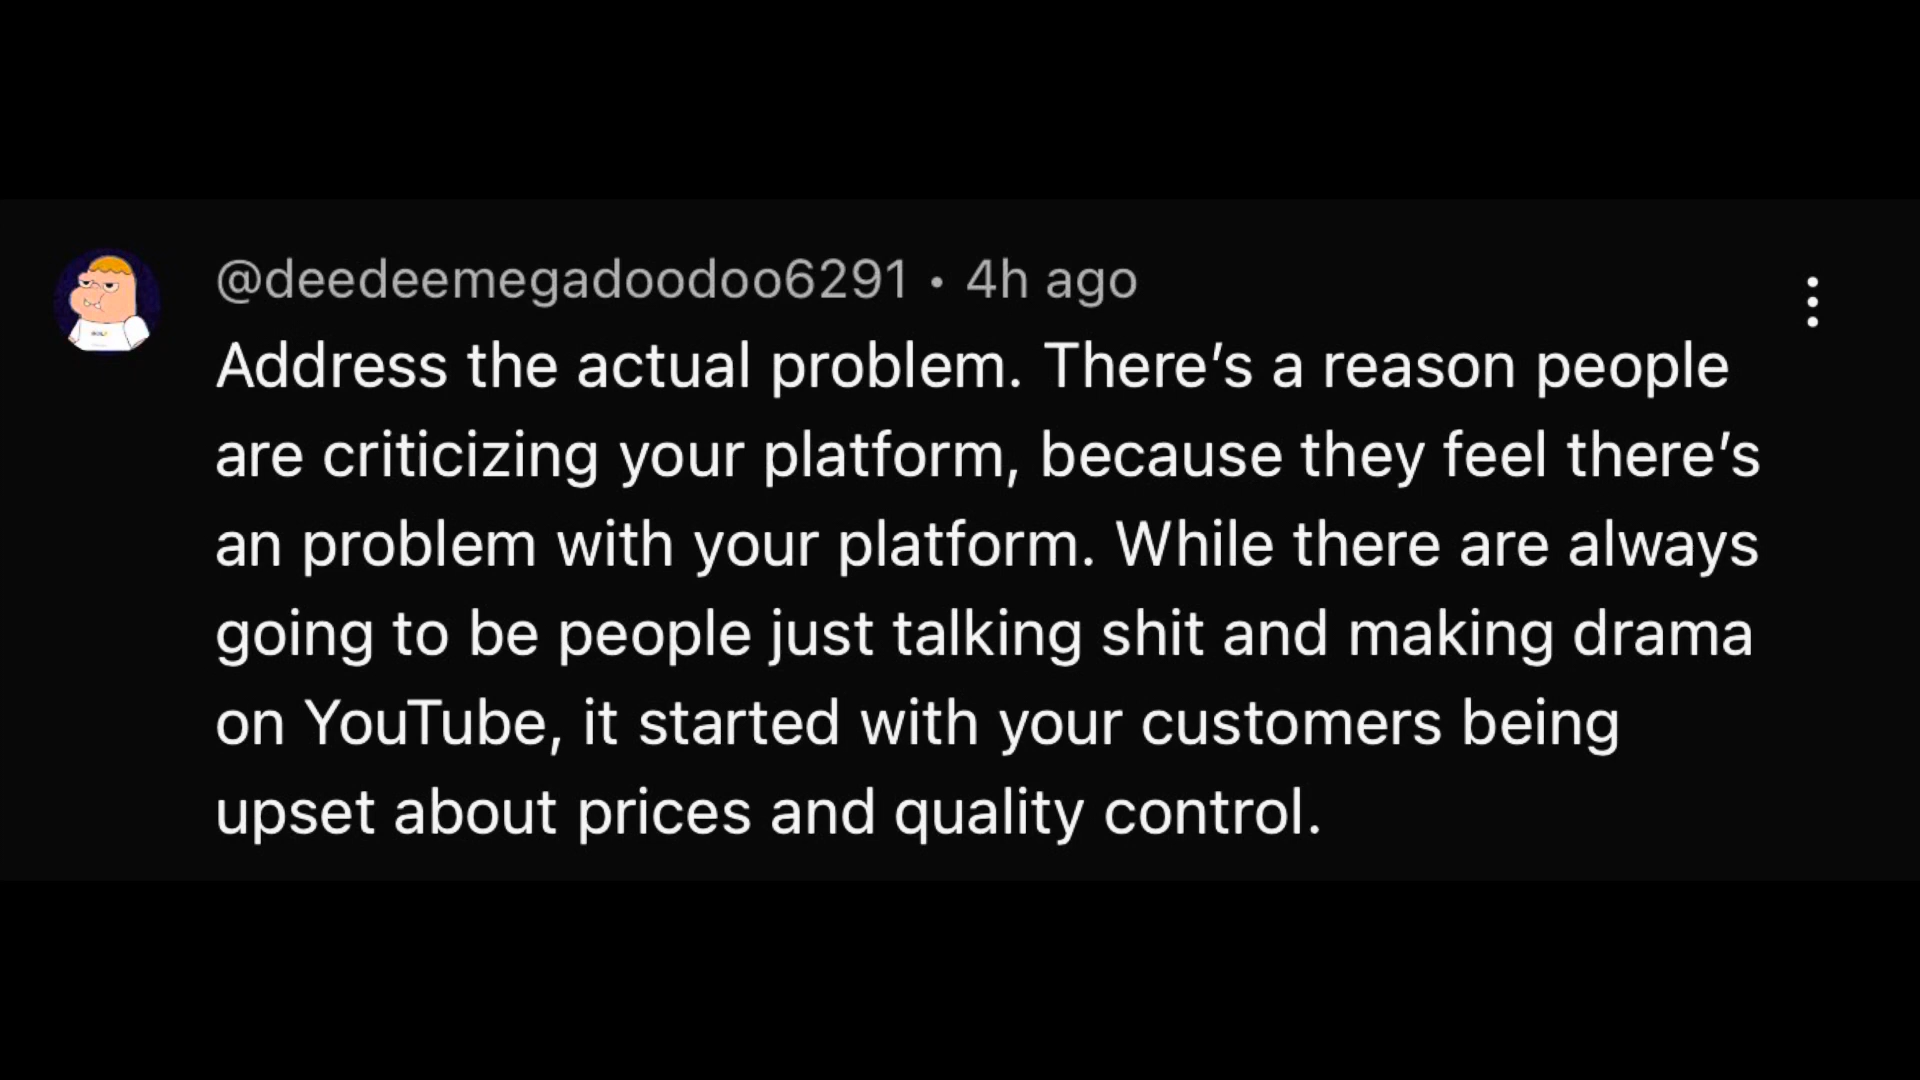 @deedeemegadoodoo6291 • 4h ago
Address the actual problem. There’s a reason people
are criticizing your platform, because they feel there’s
an problem with your platform. While there are always
going to be people just talking shit and making drama
on YouTube, it started with your customers being
upset about prices and quality control.